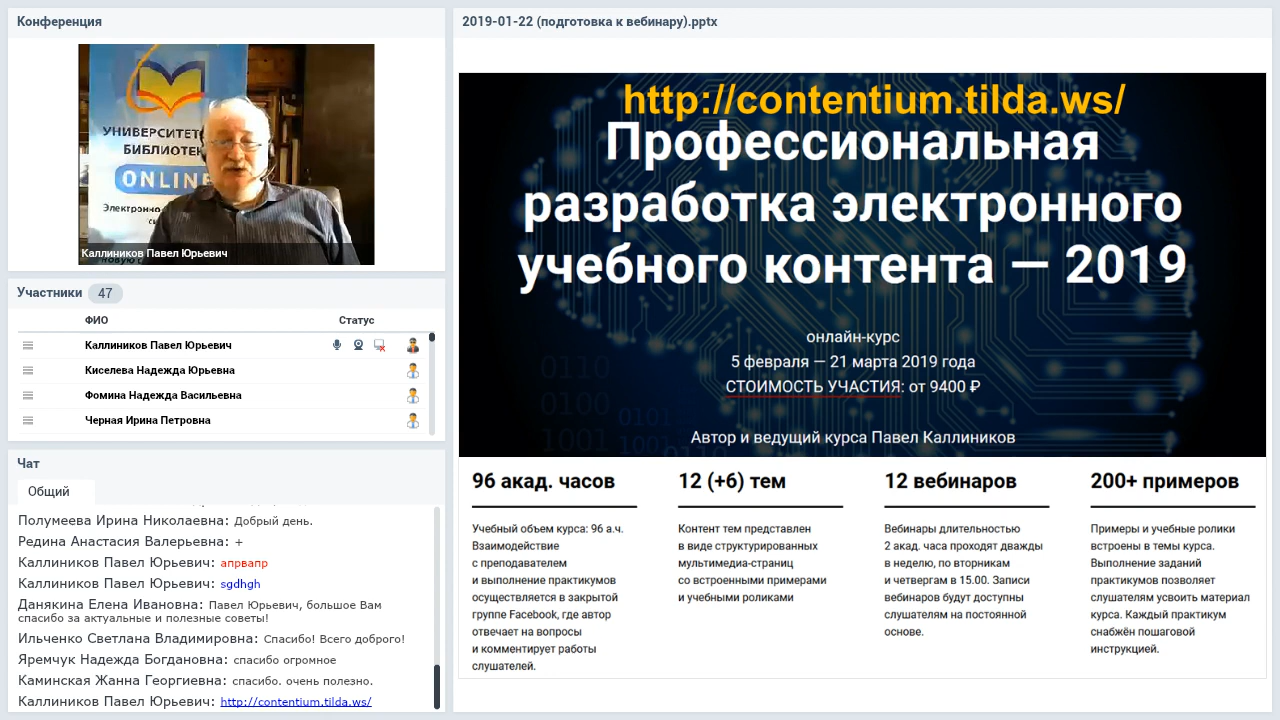 Конференция
УНИВЕРСИТЕТ
БИБЛИОТЕК
ONLINE
Каллиников Павел Юрьевич
Участники 47
ФИО Статус
Каллиников Павел Юрьевич
Киселева Надежда Юрьевна
Фомина Надежда Васильевна
Черная Ирина Петровна
Чат
Общий
Полумеева Ирина Николаевна: Добрый день.
Редина Анастасия Валерьевна: +
Каллиников Павел Юрьевич: апрвапр
Каллиников Павел Юрьевич: sgdhgh
Данякина Елена Ивановна: Павел Юрьевич, большое Вам
спасибо за актуальные и полезные советы!
Ильченко Светлана Владимировна: Спасибо! Всего доброго!
Яремчук Надежда Богдановна: спасибо огромное
Каминская Жанна Георгиевна: спасибо. очень полезно.
Каллиников Павел Юрьевич: http://contentium.tilda.ws/
2019-01-22 (подготовка к вебинару).pptx
http://contentium.tilda.ws/
Профессиональная
разработка электронного
учебного контента — 2019
онлайн-курс
5 февраля — 21 марта 2019 года
СТОИМОСТЬ УЧАСТИЯ: от 9400 ₽
Автор и ведущий курса Павел Каллиников
96 акад. часов
Учебный объем курса: 96 а.ч.
Взаимодействие
с преподавателем
и выполнение практикумов
осуществляется в закрытой
группе Facebook, где автор
отвечает на вопросы
и комментирует работы
слушателей.
12 (+6) тем
Контент тем представлен
в виде структурированных
мультимедиа-страниц
со встроенными примерами
и учебными роликами
12 вебинаров
Вебинары длительностью
2 акад. часа проходят дважды
в неделю, по вторникам
и четвергам в 15.00. Записи
вебинаров будут доступны
слушателям на постоянной
основе.
200+ примеров
Примеры и учебные ролики
встроены в темы курса.
Выполнение заданий
практикумов позволяет
слушателям усвоить материал
курса. Каждый практикум
снабжён пошаговой
инструкцией.